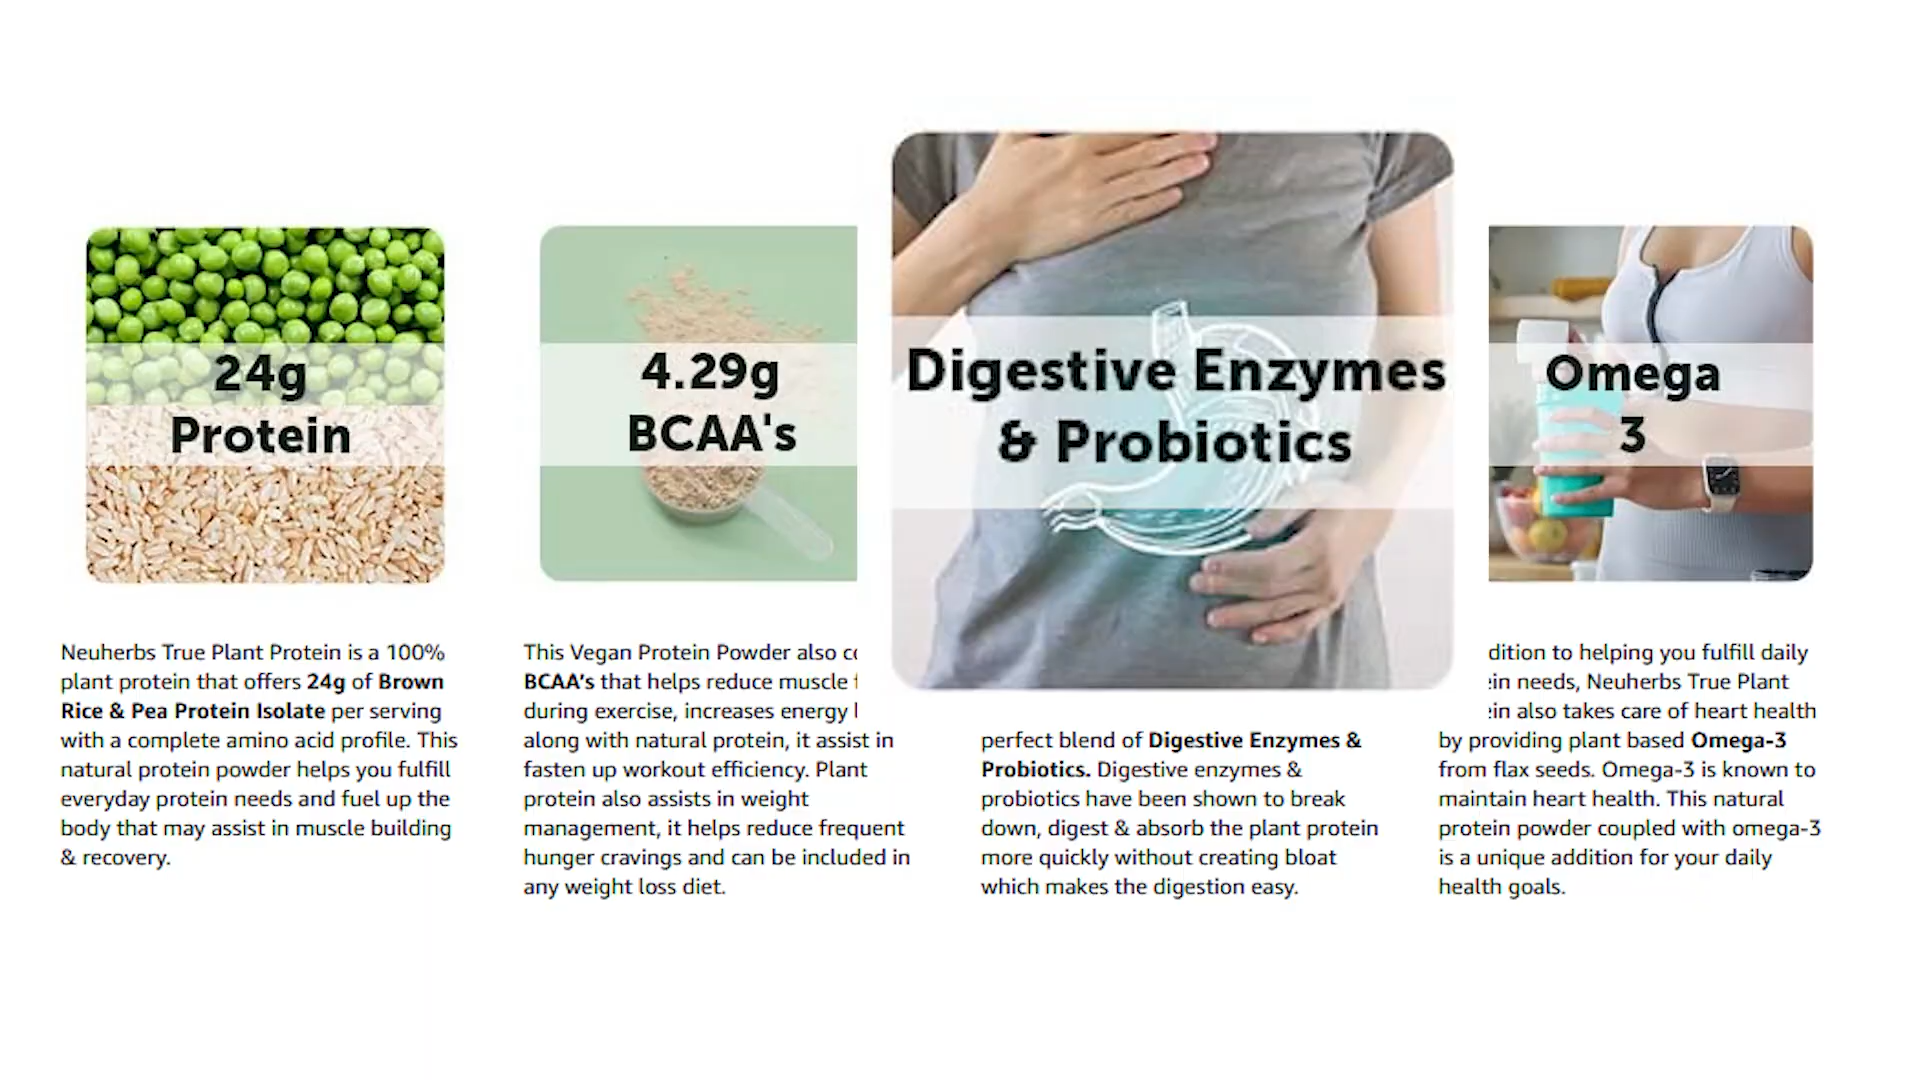 24g
Protein
4.29g
BCAA's
Digestive Enzymes
& Probiotics
Omega
3
Neuherbs True Plant Protein is a 100%
plant protein that offers 24g of Brown
Rice & Pea Protein Isolate per serving
with a complete amino acid profile. This
natural protein powder helps you fulfill
everyday protein needs and fuel up the
body that may assist in muscle building
& recovery.
This Vegan Protein Powder also
BCAA's that helps reduce muscle
during exercise, increases energy
along with natural protein, it assist in
fasten up workout efficiency. Plant
protein also assists in weight
management, it helps reduce frequent
hunger cravings and can be included in
any weight loss diet.
perfect blend of Digestive Enzymes &
Probiotics. Digestive enzymes &
probiotics have been shown to break
down, digest & absorb the plant protein
more quickly without creating bloat
which makes the digestion easy.
to helping you fulfill daily
needs, Neuherbs True Plant
also takes care of heart health
by providing plant based Omega-3
from flax seeds. Omega-3 is known to
maintain heart health. This natural
protein powder coupled with omega-3
is a unique addition for your daily
health goals.